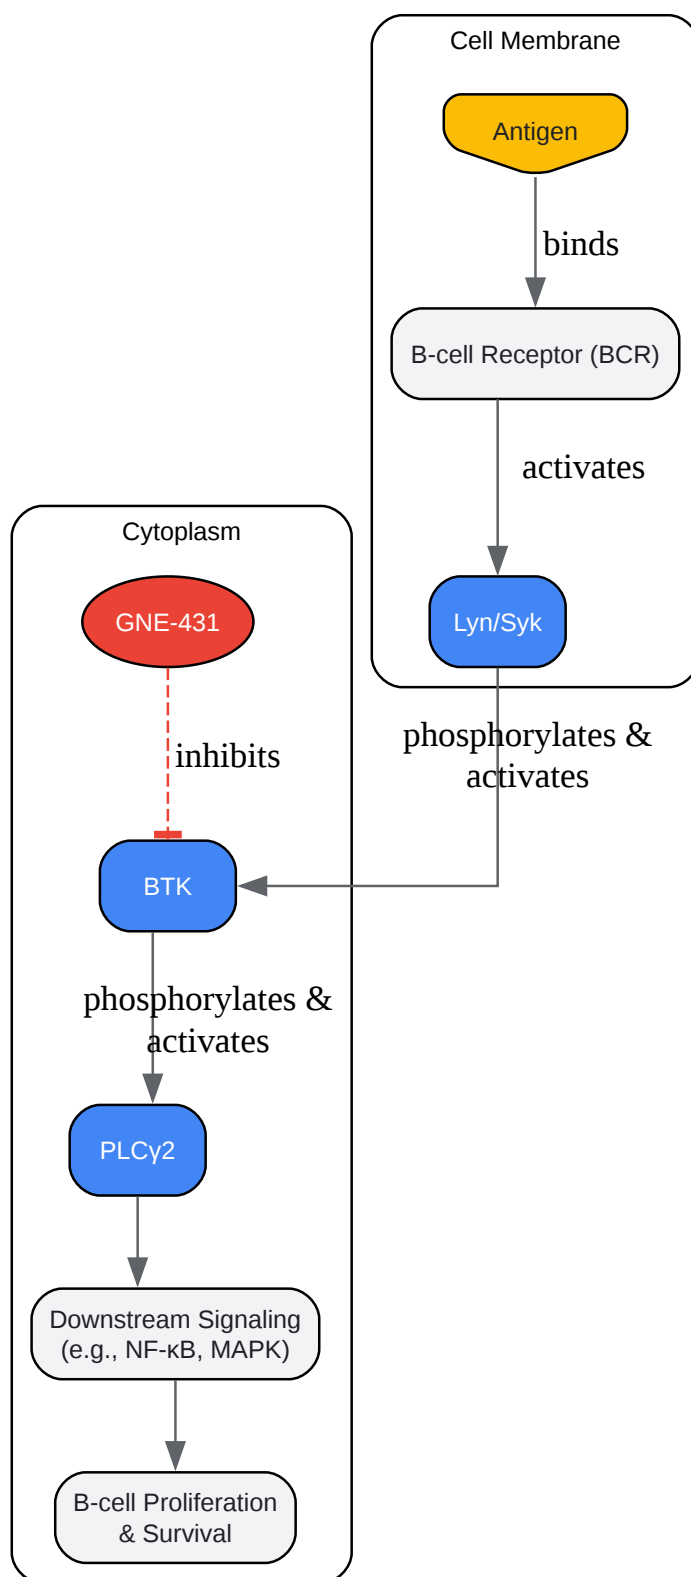 Cell Membrane
Antigen
binds
B-cell Receptor (BCR)
activates
Lyn/Syk
phosphorylates &
activates
Cytoplasm
GNE-431
inhibits
BTK
phosphorylates &
activates
PLCγ2
Downstream Signaling
(e.g., NF-κB, MAPK)
B-cell Proliferation
& Survival